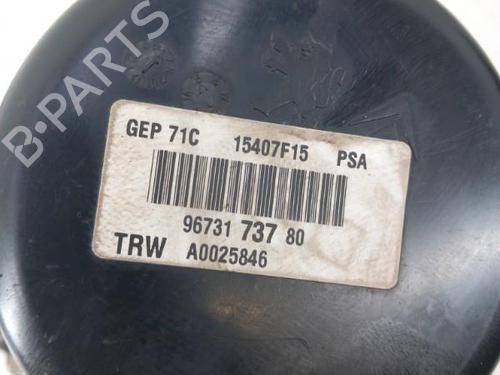 B-PARTS
GEP 71C 15407F15 PSA
96731 737 80
TRW A0025846